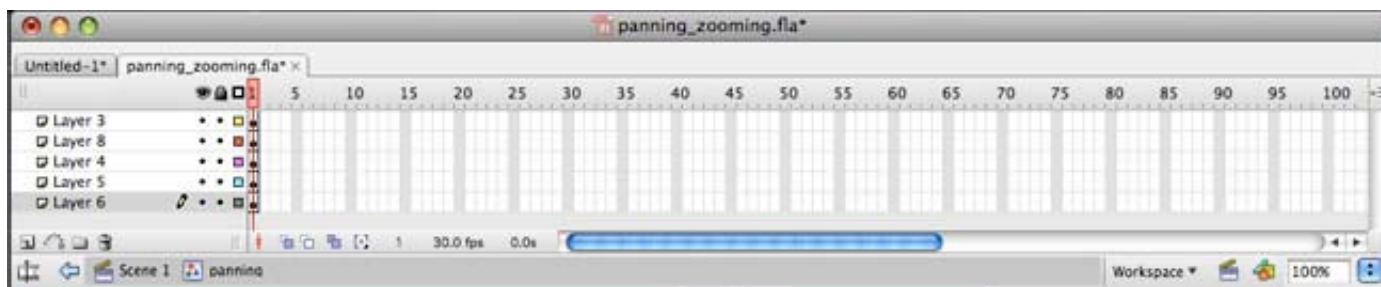 panning_zooming.fla*
Untitled-1* panning_zooming.fla* ×
1 5 10 15 20 25 30 35 40 45 50 55 60 65 70 75 80 85 90 95 100
Layer 3
Layer 8
Layer 4
Layer 5
Layer 6
1 30.0 fps 0.0s
Scene 1 panning Workspace 100%